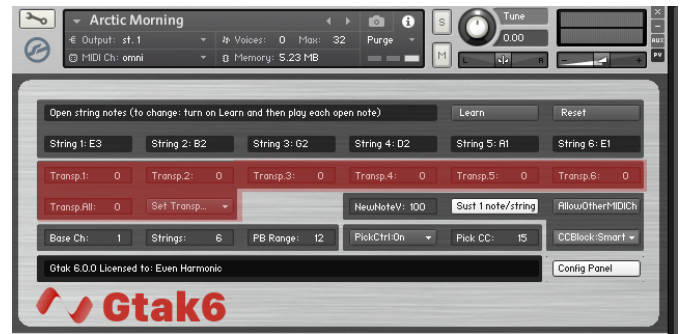 Arctic Morning
Output: st.1 Voices: 0 Max: 32 Purge
MIDI Ch: omni Memory: 5.23 MB
S
M
Tune
0.00
L R
- +
×
-
AUX
PV
Open string notes (to change: turn on Learn and then play each open note) Learn Reset
String 1: E3 String 2: B2 String 3: G2 String 4: D2 String 5: A1 String 6: E1
Transp.1: 0 Transp.2: 0 Transp.3: 0 Transp.4: 0 Transp.5: 0 Transp.6: 0
Transp.All: 0 Set Transp... NewNoteV: 100 Sust 1 note/string AllowOtherMIDICh
Base Ch: 1 Strings: 6 PB Range: 12 PickCtrl:On Pick CC: 15 CCBlock:Smart
Gtak 6.0.0 Licensed to: Euen Harmonic Config Panel
Gtak6